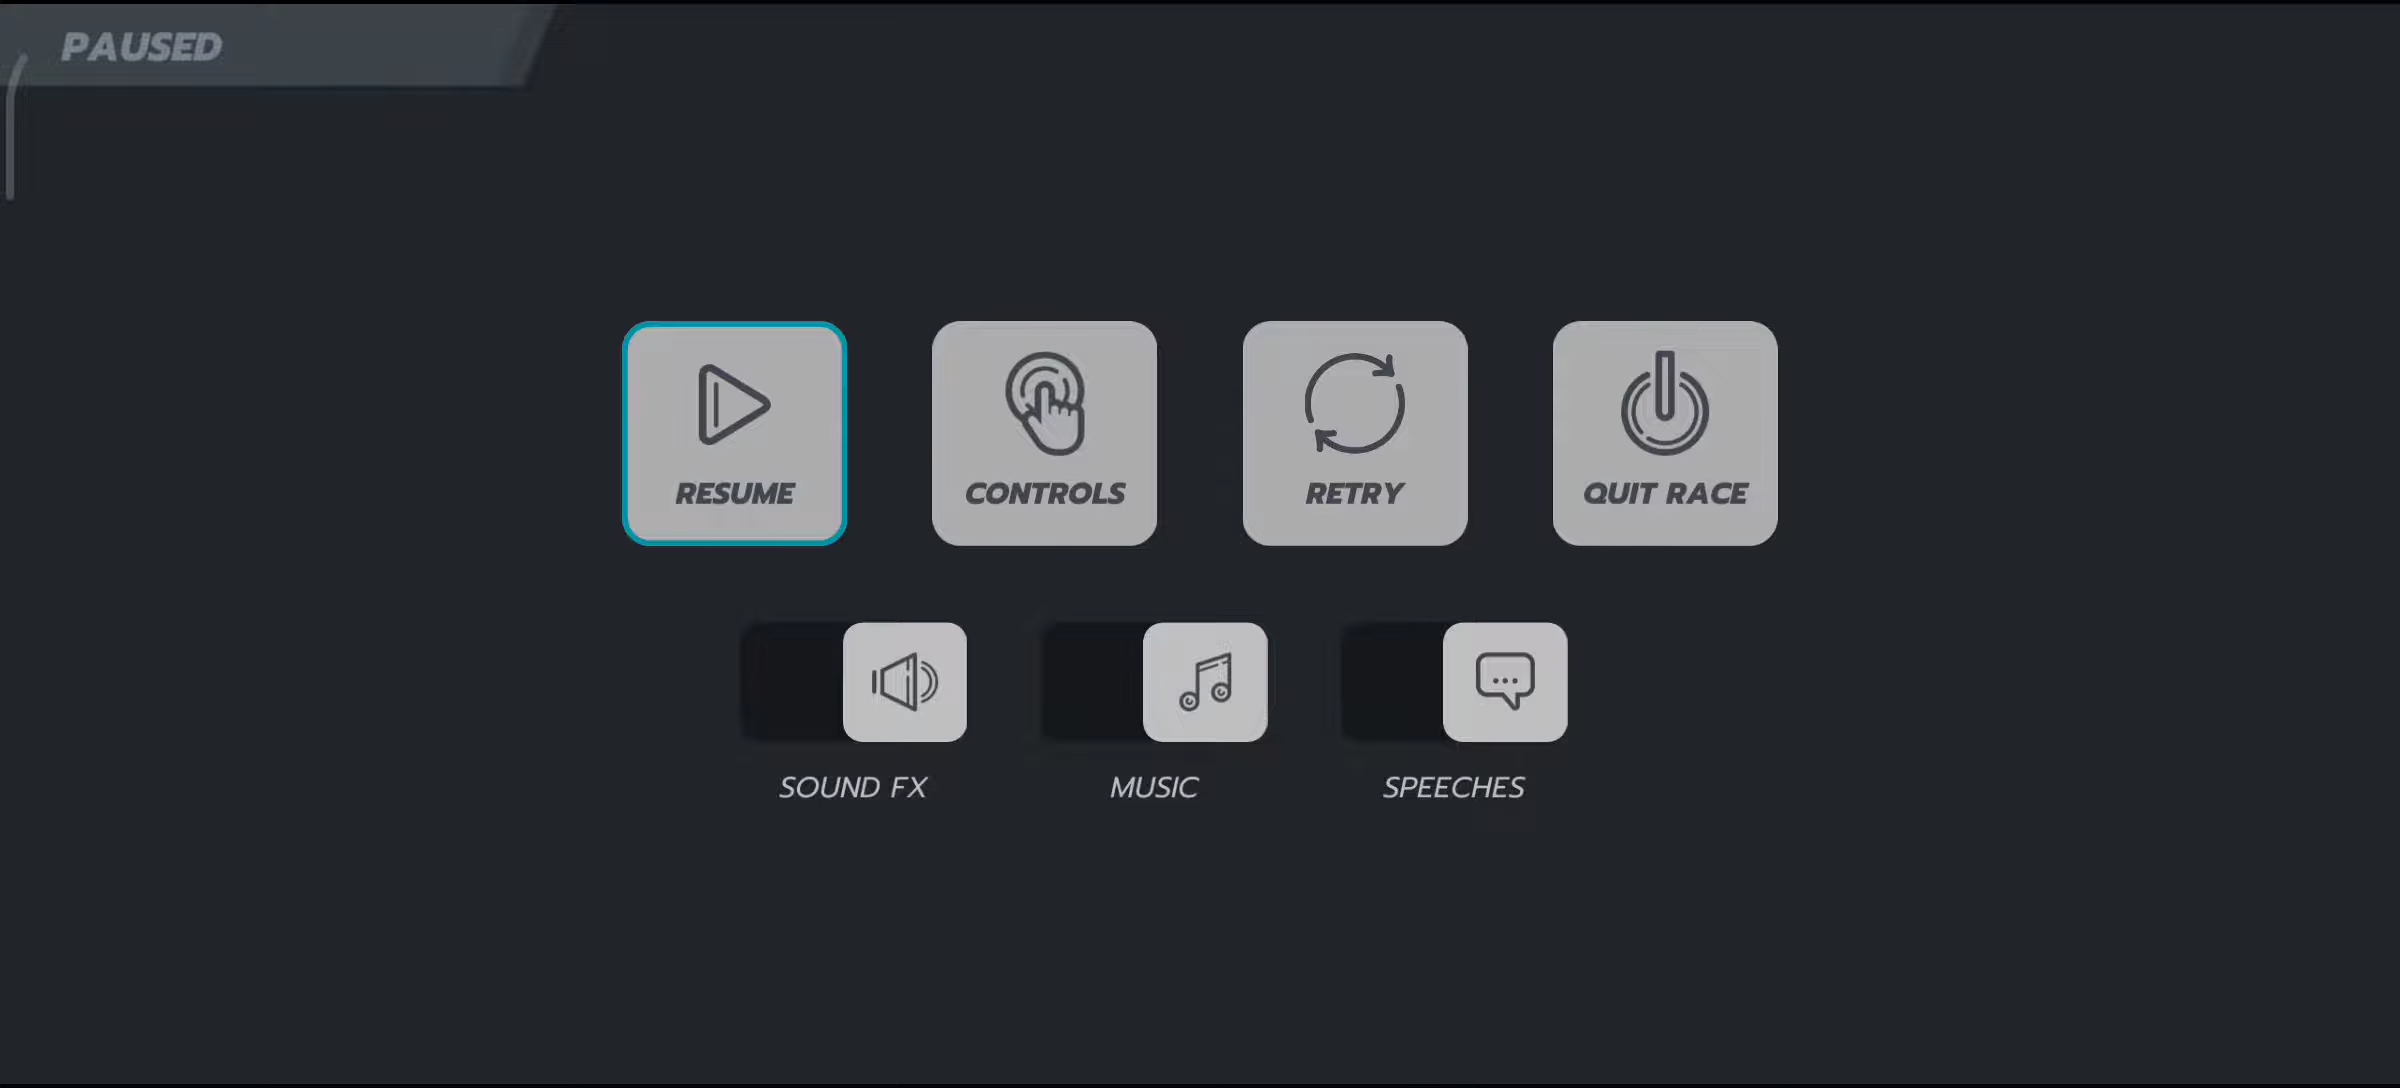 PAUSED
RESUME
CONTROLS
RETRY
QUIT RACE
SOUND FX
MUSIC
SPEECHES